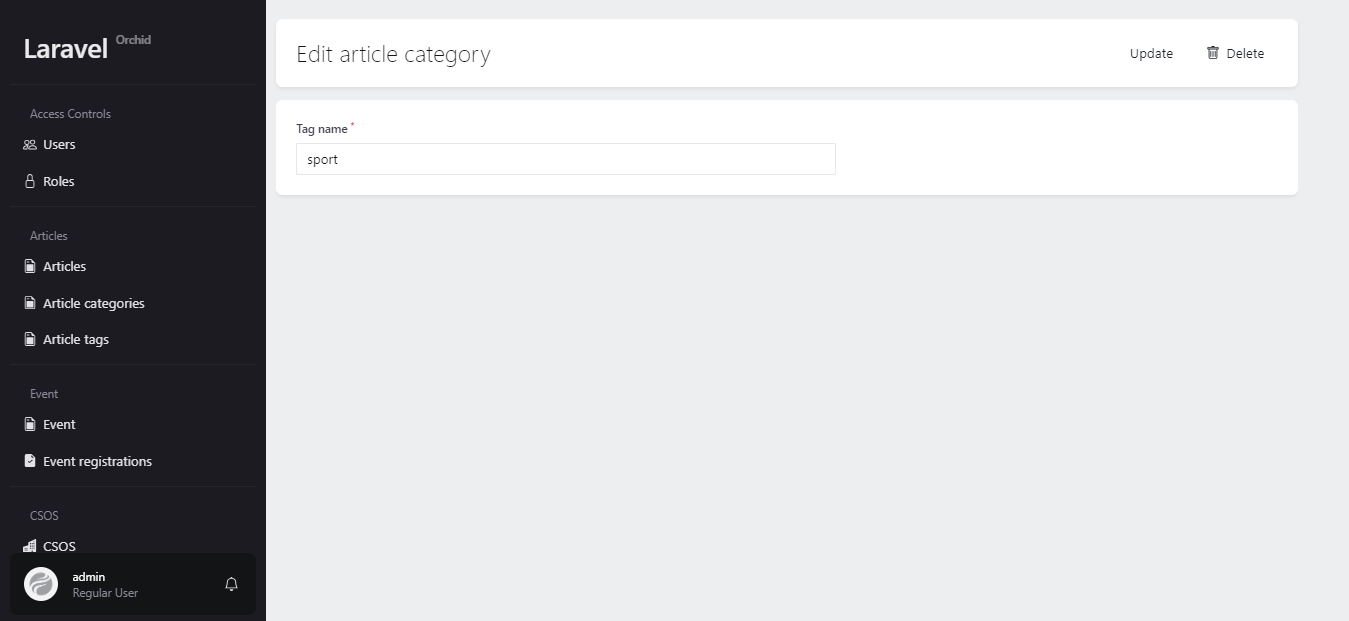 Laravel Orchid
Access Controls
Users
Roles
Articles
Articles
Article categories
Article tags
Event
Event
Event registrations
CSOS
CSOS
admin
Regular User
Edit article category
Update
Delete
Tag name *
sport